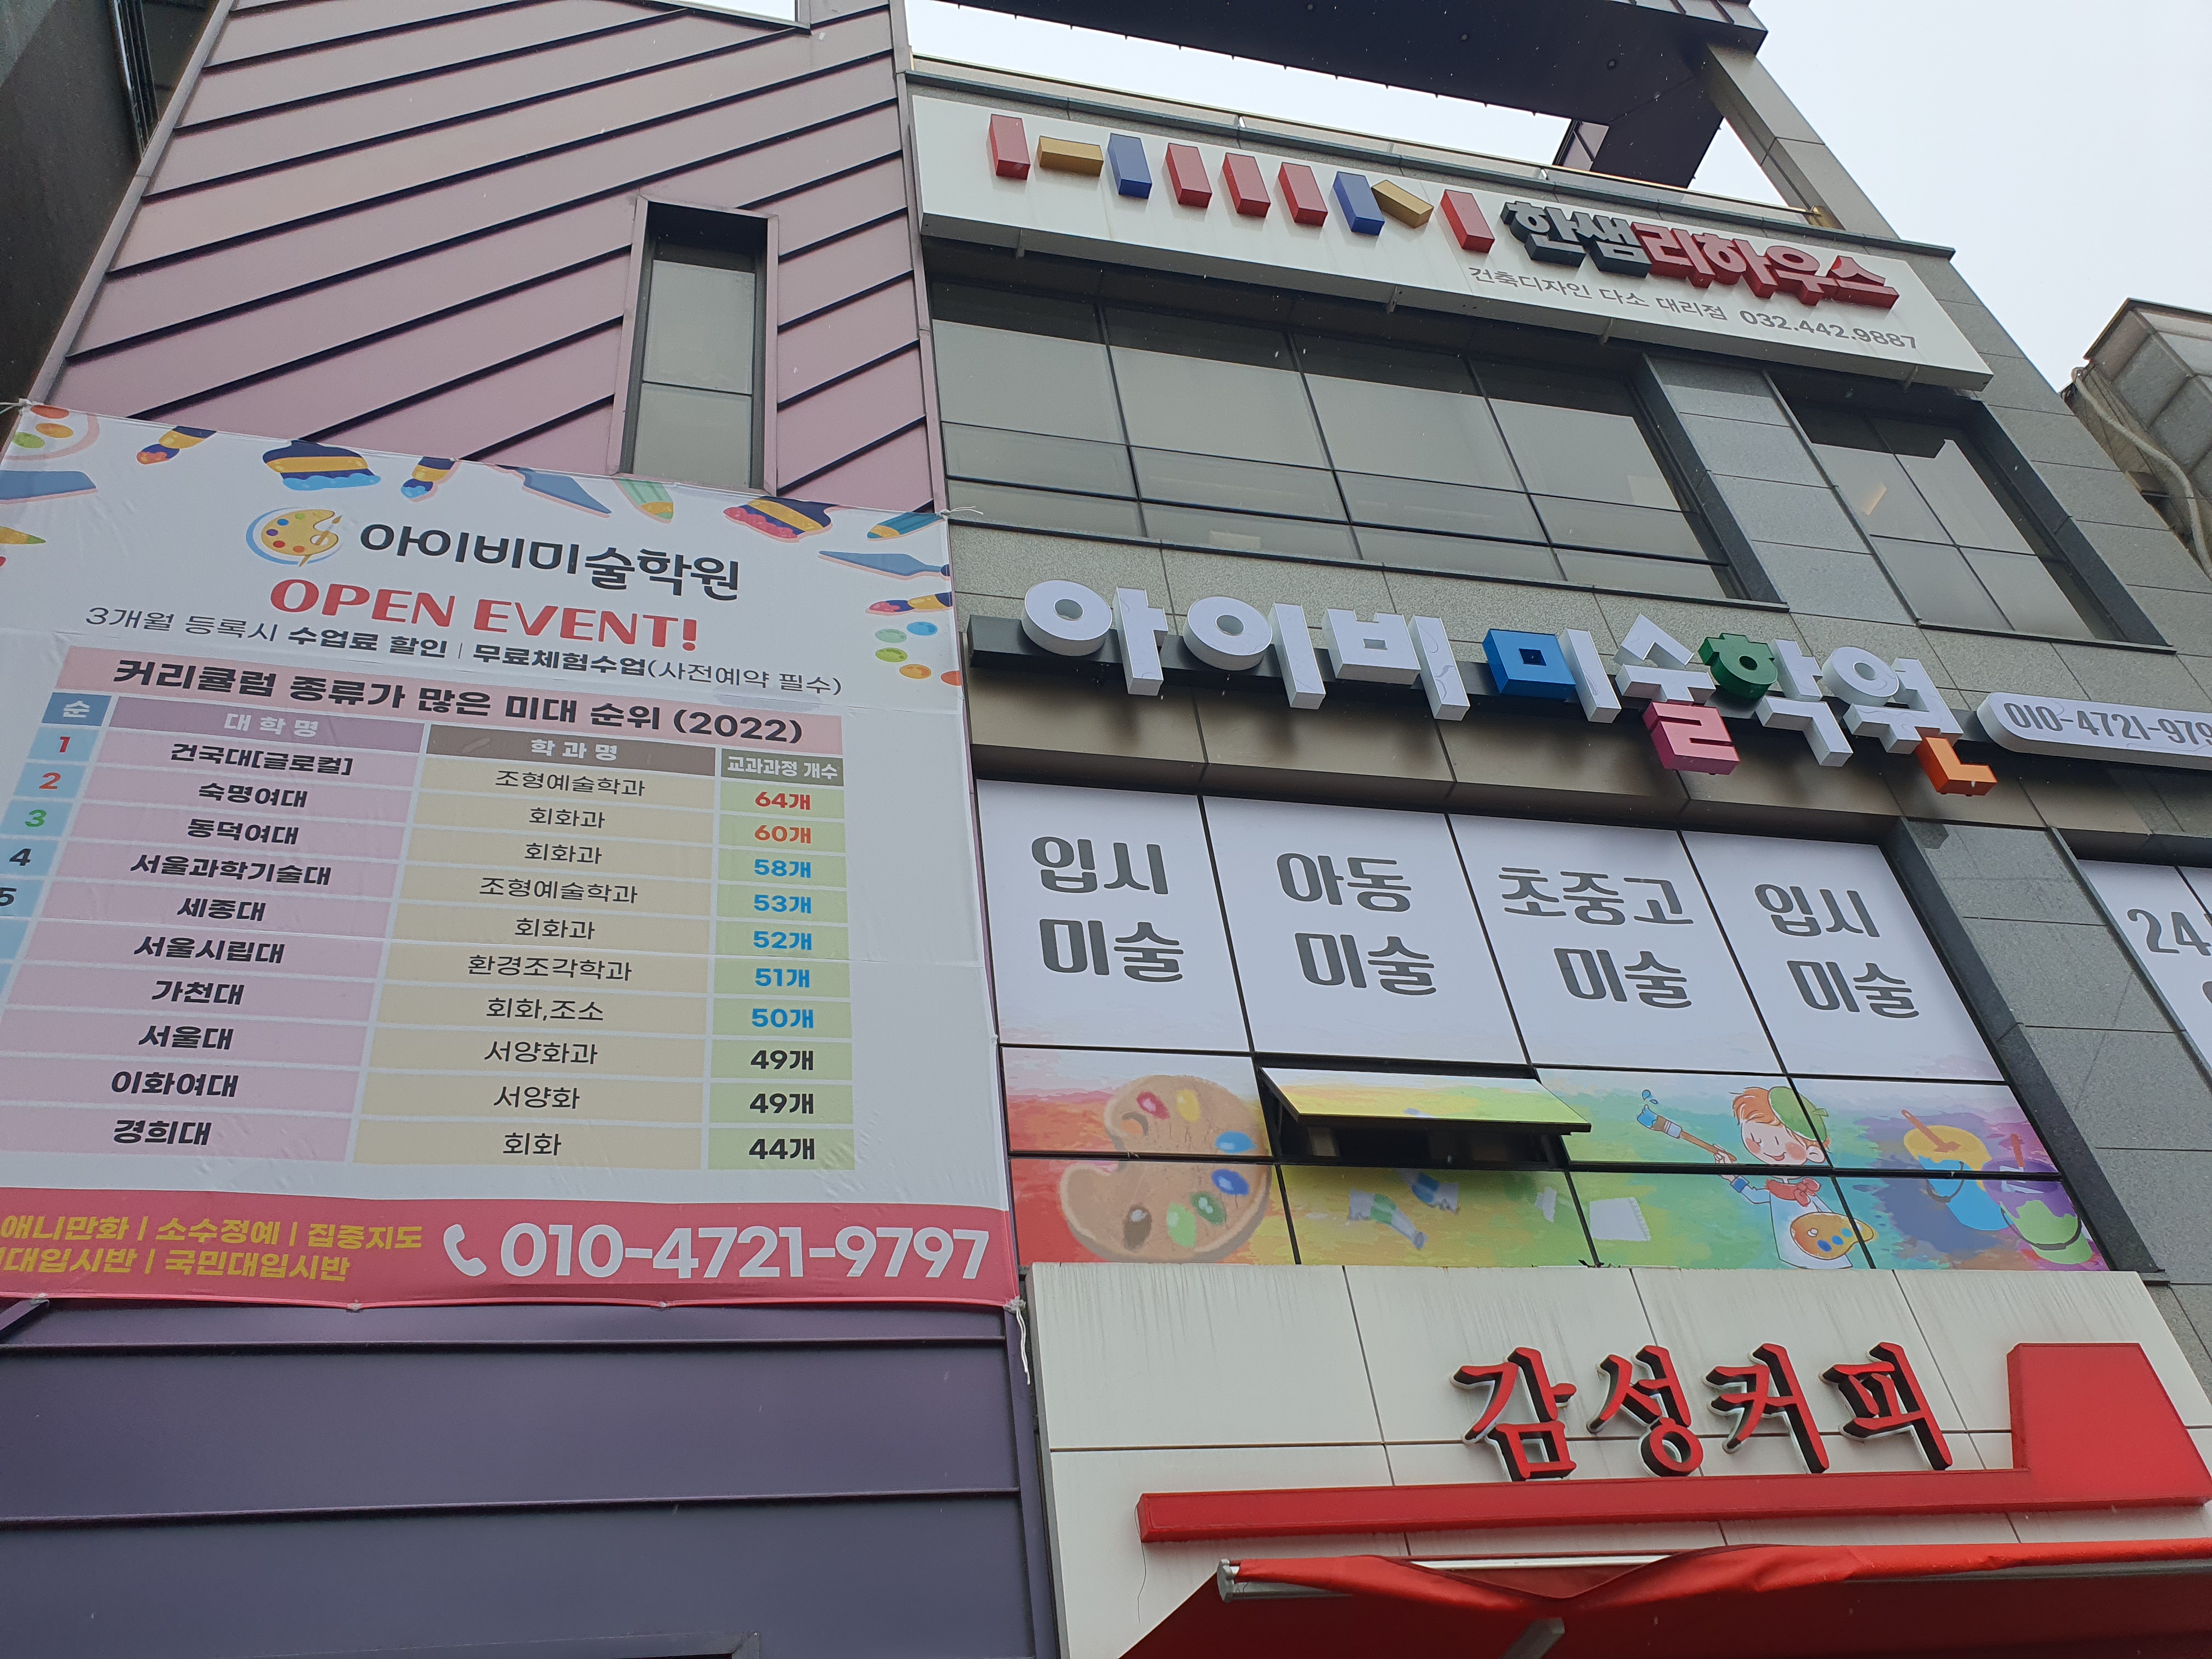 한샘리하우스
건축디자인 다소 대리점 032.442.9887
아이비미술학원
OPEN EVENT!
3개월 등록시 수업료 할인 | 무료체험수업(사전예약 필수)
커리큘럼 종류가 많은 미대 순위 (2022)
순 대학명 학과명 교과과정 개수
1 건국대[글로컬] 조형예술학과 64개
2 숙명여대 회화과 60개
3 동덕여대 회화과 58개
4 서울과학기술대 조형예술학과 53개
5 세종대 회화과 52개
서울시립대 환경조각학과 51개
가천대 회화,조소 50개
서울대 서양화과 49개
이화여대 서양화 49개
경희대 회화 44개
애니만화 | 소수정예 | 집중지도
대입시반 | 국민대입시반
010-4721-9797
아이비미술학원
010-4721-979
입시
미술
아동
미술
초중고
미술
입시
미술
24
감성커피